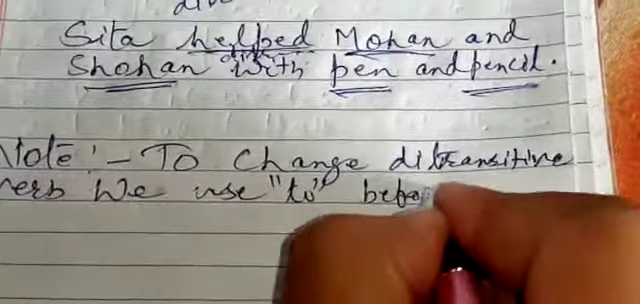 Sita helped Mohan and
Shohan with pen and pencil.
Note :- To Change ditransitive
verb We use "to" befo